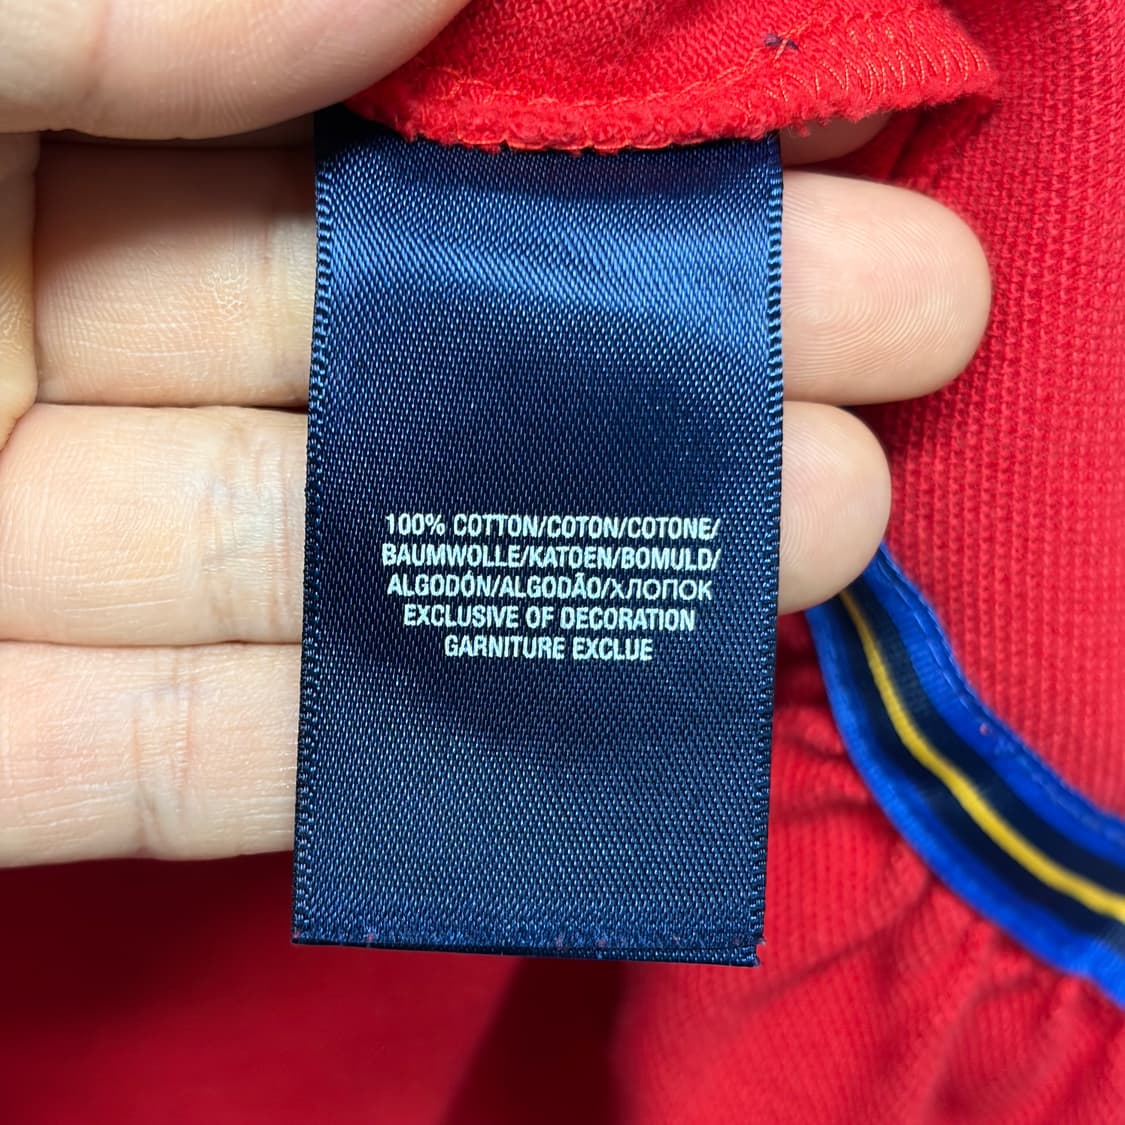 100% COTTON/COTON/COTONE/
BAUMWOLLE/KATOEN/BOMULD/
ALGODÓN/ALGODÃO/ХЛОПОК
EXCLUSIVE OF DECORATION
GARNITURE EXCLUE